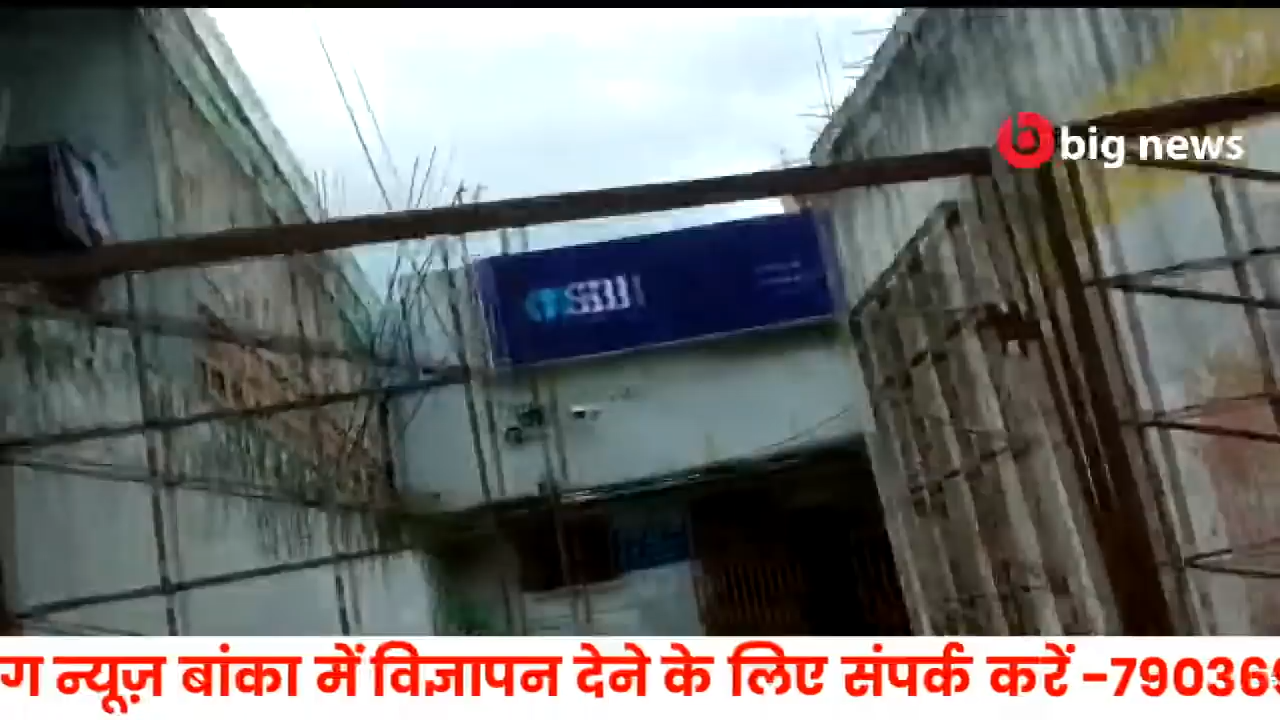 big news
SBI
ग न्यूज़ बांका में विज्ञापन देने के लिए संपर्क करें -790369